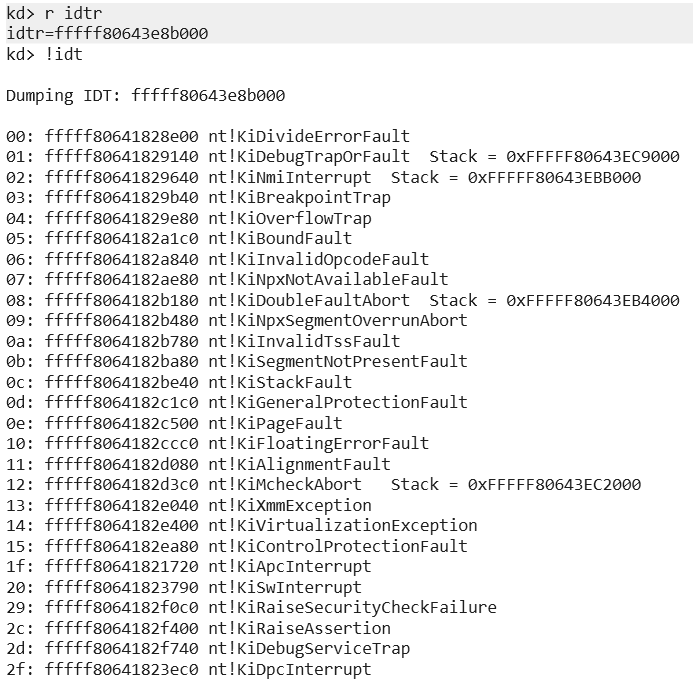 kd> r idtr
idtr=fffff80643e8b000
kd> !idt
Dumping IDT: fffff80643e8b000
00: fffff80641828e00 nt!KiDivideErrorFault
01: fffff80641829140 nt!KiDebugTrapOrFault  Stack = 0xFFFFF80643EC9000
02: fffff80641829640 nt!KiNmiInterrupt  Stack = 0xFFFFF80643EBB000
03: fffff80641829b40 nt!KiBreakpointTrap
04: fffff80641829e80 nt!KiOverflowTrap
05: fffff8064182a1c0 nt!KiBoundFault
06: fffff8064182a840 nt!KiInvalidOpcodeFault
07: fffff8064182ae80 nt!KiNpxNotAvailableFault
08: fffff8064182b180 nt!KiDoubleFaultAbort  Stack = 0xFFFFF80643EB4000
09: fffff8064182b480 nt!KiNpxSegmentOverrunAbort
0a: fffff8064182b780 nt!KiInvalidTssFault
0b: fffff8064182ba80 nt!KiSegmentNotPresentFault
0c: fffff8064182be40 nt!KiStackFault
0d: fffff8064182c1c0 nt!KiGeneralProtectionFault
0e: fffff8064182c500 nt!KiPageFault
10: fffff8064182ccc0 nt!KiFloatingErrorFault
11: fffff8064182d080 nt!KiAlignmentFault
12: fffff8064182d3c0 nt!KiMcheckAbort   Stack = 0xFFFFF80643EC2000
13: fffff8064182e040 nt!KiXmmException
14: fffff8064182e400 nt!KiVirtualizationException
15: fffff8064182ea80 nt!KiControlProtectionFault
1f: fffff80641821720 nt!KiApcInterrupt
20: fffff80641823790 nt!KiSwInterrupt
29: fffff8064182f0c0 nt!KiRaiseSecurityCheckFailure
2c: fffff8064182f400 nt!KiRaiseAssertion
2d: fffff8064182f740 nt!KiDebugServiceTrap
2f: fffff80641823ec0 nt!KiDpcInterrupt